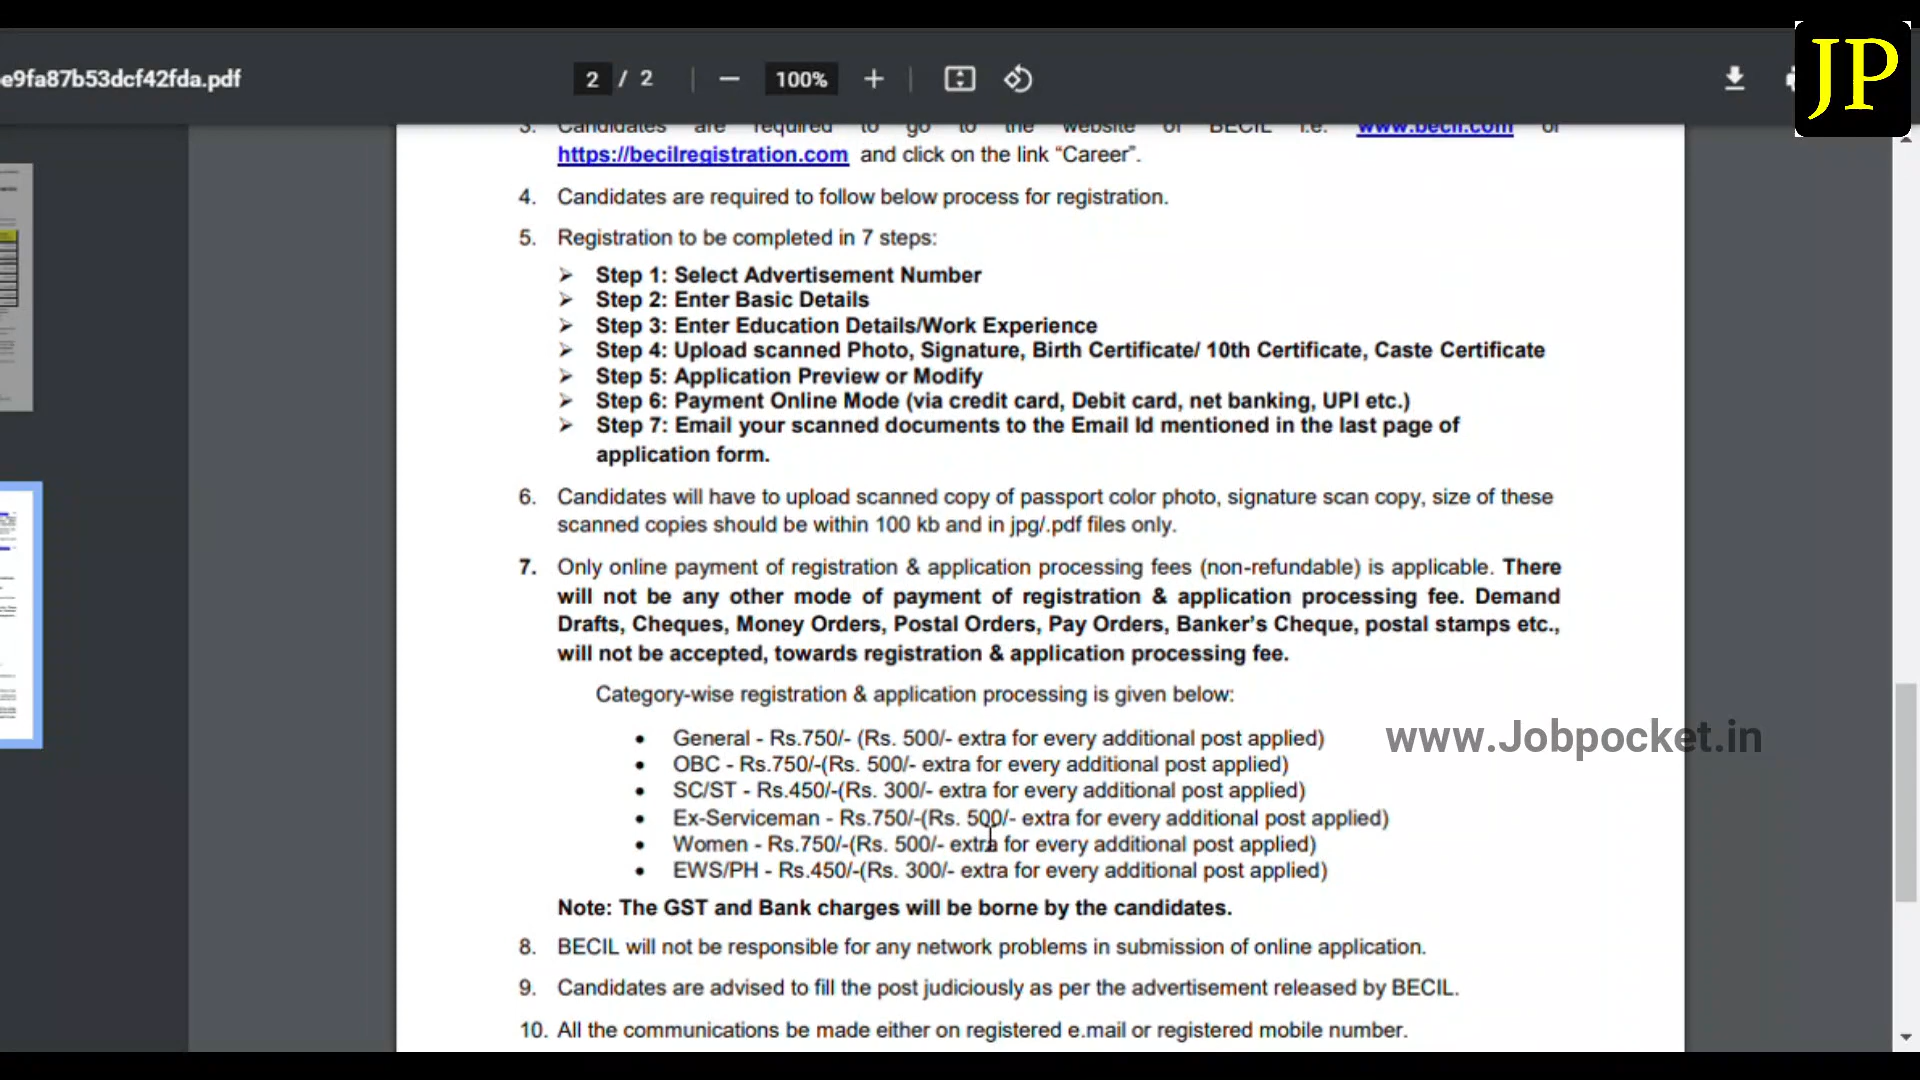 JP
e9fa87b53dcf42fda.pdf
2 / 2
100%
3. Candidates are required to go to the website of BECIL i.e. www.becil.com or
https://becilregistration.com and click on the link “Career”.
4. Candidates are required to follow below process for registration.
5. Registration to be completed in 7 steps:
➢ Step 1: Select Advertisement Number
➢ Step 2: Enter Basic Details
➢ Step 3: Enter Education Details/Work Experience
➢ Step 4: Upload scanned Photo, Signature, Birth Certificate/ 10th Certificate, Caste Certificate
➢ Step 5: Application Preview or Modify
➢ Step 6: Payment Online Mode (via credit card, Debit card, net banking, UPI etc.)
➢ Step 7: Email your scanned documents to the Email Id mentioned in the last page of
application form.
6. Candidates will have to upload scanned copy of passport color photo, signature scan copy, size of these
scanned copies should be within 100 kb and in jpg/.pdf files only.
7. Only online payment of registration & application processing fees (non-refundable) is applicable. There
will not be any other mode of payment of registration & application processing fee. Demand
Drafts, Cheques, Money Orders, Postal Orders, Pay Orders, Banker’s Cheque, postal stamps etc.,
will not be accepted, towards registration & application processing fee.
Category-wise registration & application processing is given below:
• General - Rs.750/- (Rs. 500/- extra for every additional post applied)
www.Jobpocket.in
• OBC - Rs.750/-(Rs. 500/- extra for every additional post applied)
• SC/ST - Rs.450/-(Rs. 300/- extra for every additional post applied)
• Ex-Serviceman - Rs.750/-(Rs. 500/- extra for every additional post applied)
• Women - Rs.750/-(Rs. 500/- extra for every additional post applied)
• EWS/PH - Rs.450/-(Rs. 300/- extra for every additional post applied)
Note: The GST and Bank charges will be borne by the candidates.
8. BECIL will not be responsible for any network problems in submission of online application.
9. Candidates are advised to fill the post judiciously as per the advertisement released by BECIL.
10. All the communications be made either on registered e.mail or registered mobile number.